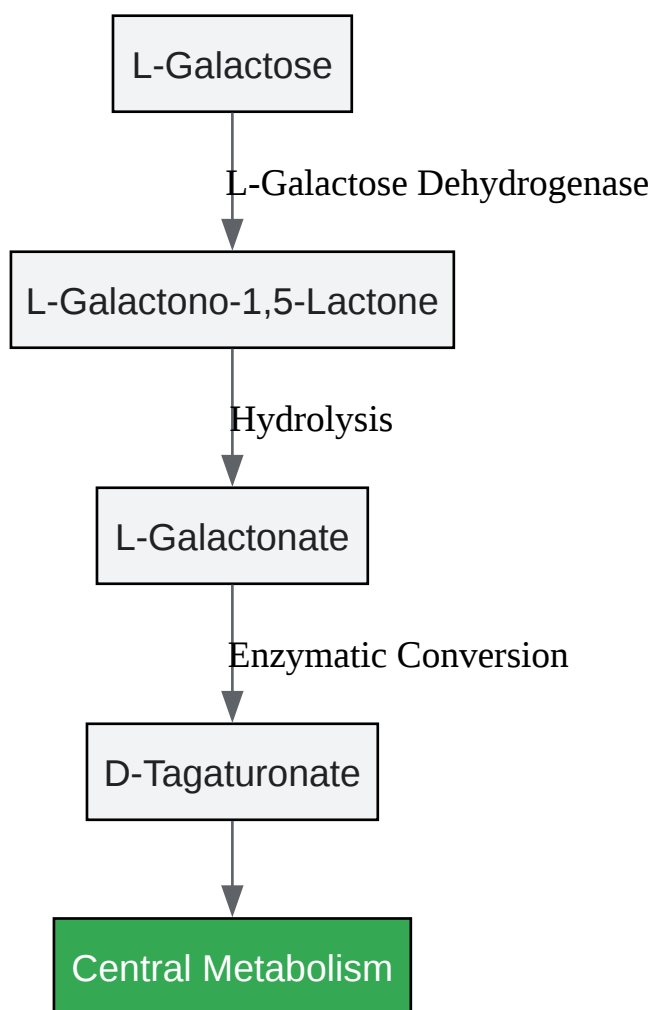 L-Galactose
L-Galactose Dehydrogenase
L-Galactono-1,5-Lactone
Hydrolysis
L-Galactonate
Enzymatic Conversion
D-Tagaturonate
Central Metabolism